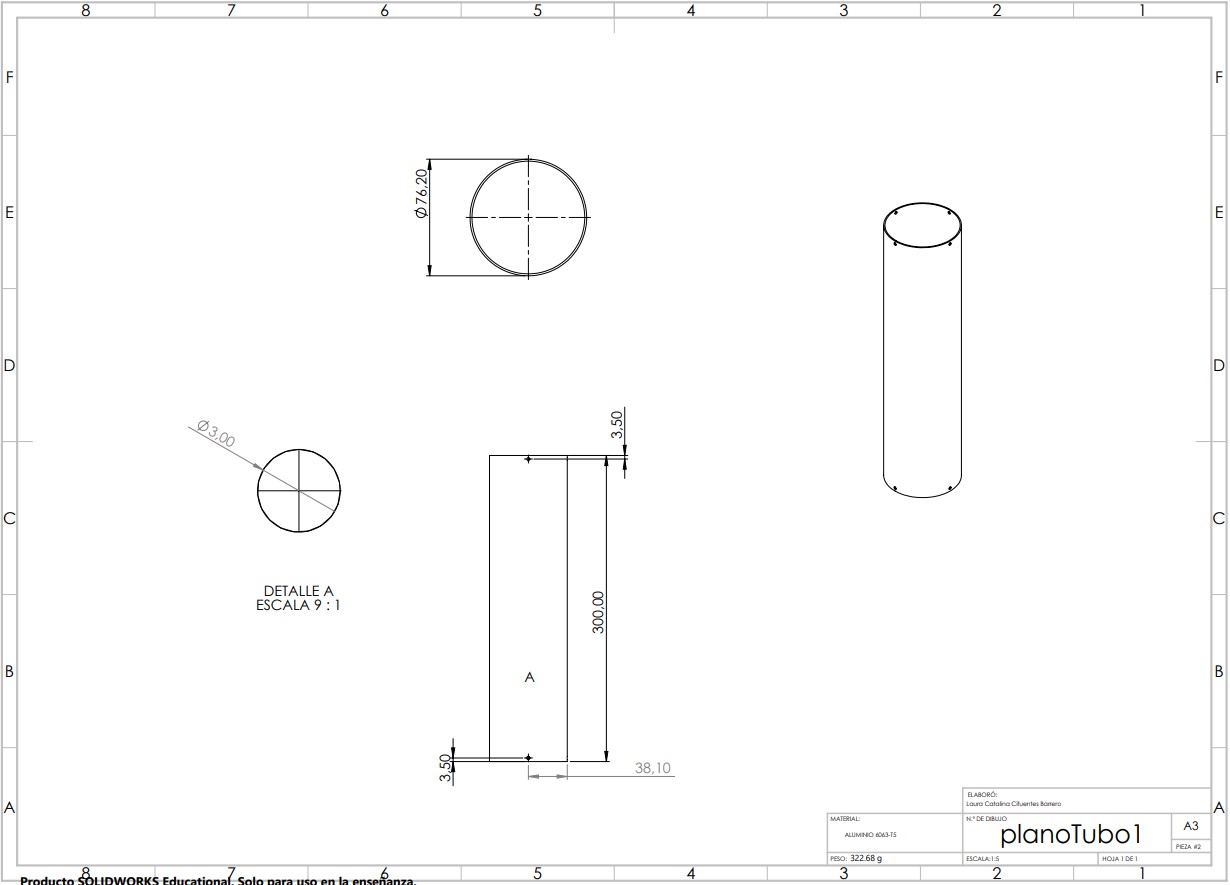 8 7 6 5 4 3 2 1
F F
Ø76,20
E E
D D
Ø3,00
3,50
C C
DETALLE A
ESCALA 9 : 1
300,00
B B
A
3,50
38,10
ELABORÓ:
Laura Catalina Cifuentes Barrero
A A
MATERIAL:
ALUMINIO 6063-T5
N.º DE DIBUJO
planoTubo1
A3
PIEZA #2
PESO: 322.68 g
ESCALA:1:5
HOJA 1 DE 1
8 7 6 5 4 3 2 1
Producto SOLIDWORKS Educational. Solo para uso en la enseñanza.